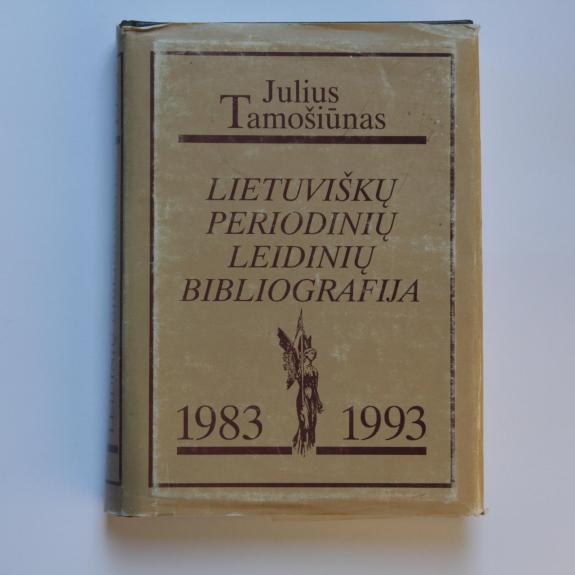 Julius
Tamošiūnas
LIETUVIŠKŲ
PERIODINIŲ
LEIDINIŲ
BIBLIOGRAFIJA
1983 1993